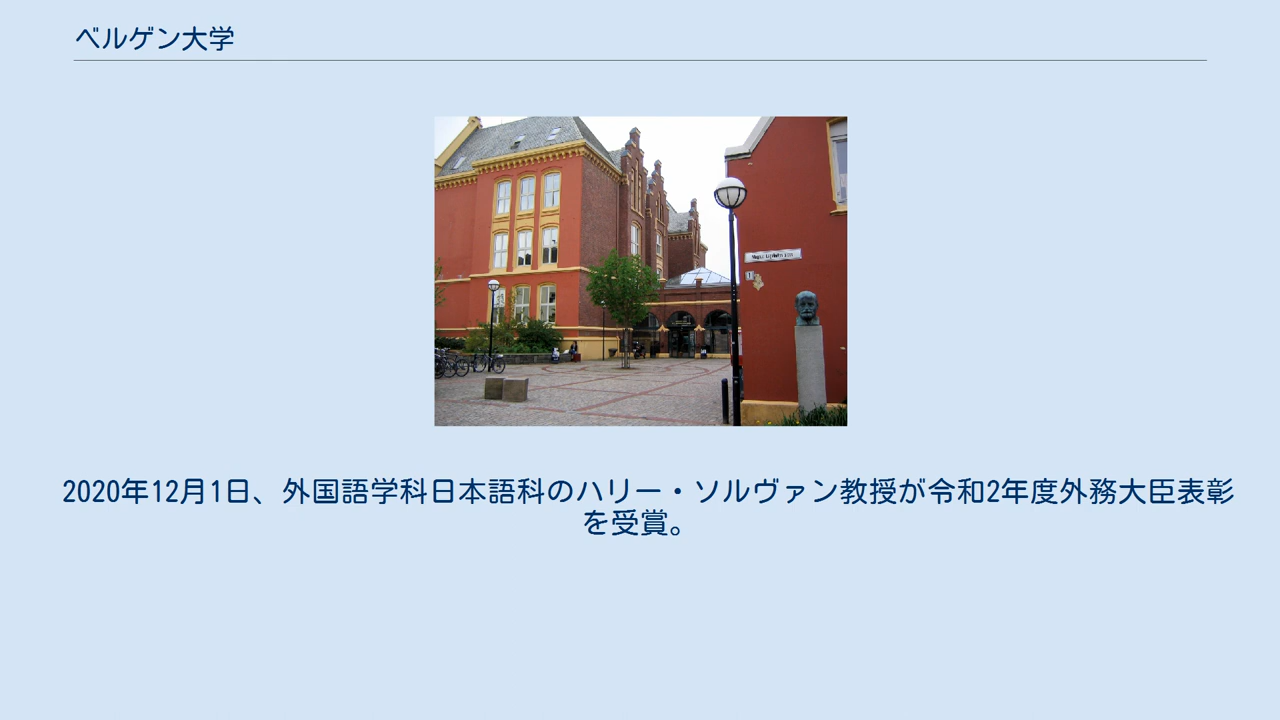 ベルゲン大学
2020年12月1日、外国語学科日本語科のハリー・ソルヴァン教授が令和2年度外務大臣表彰
を受賞。